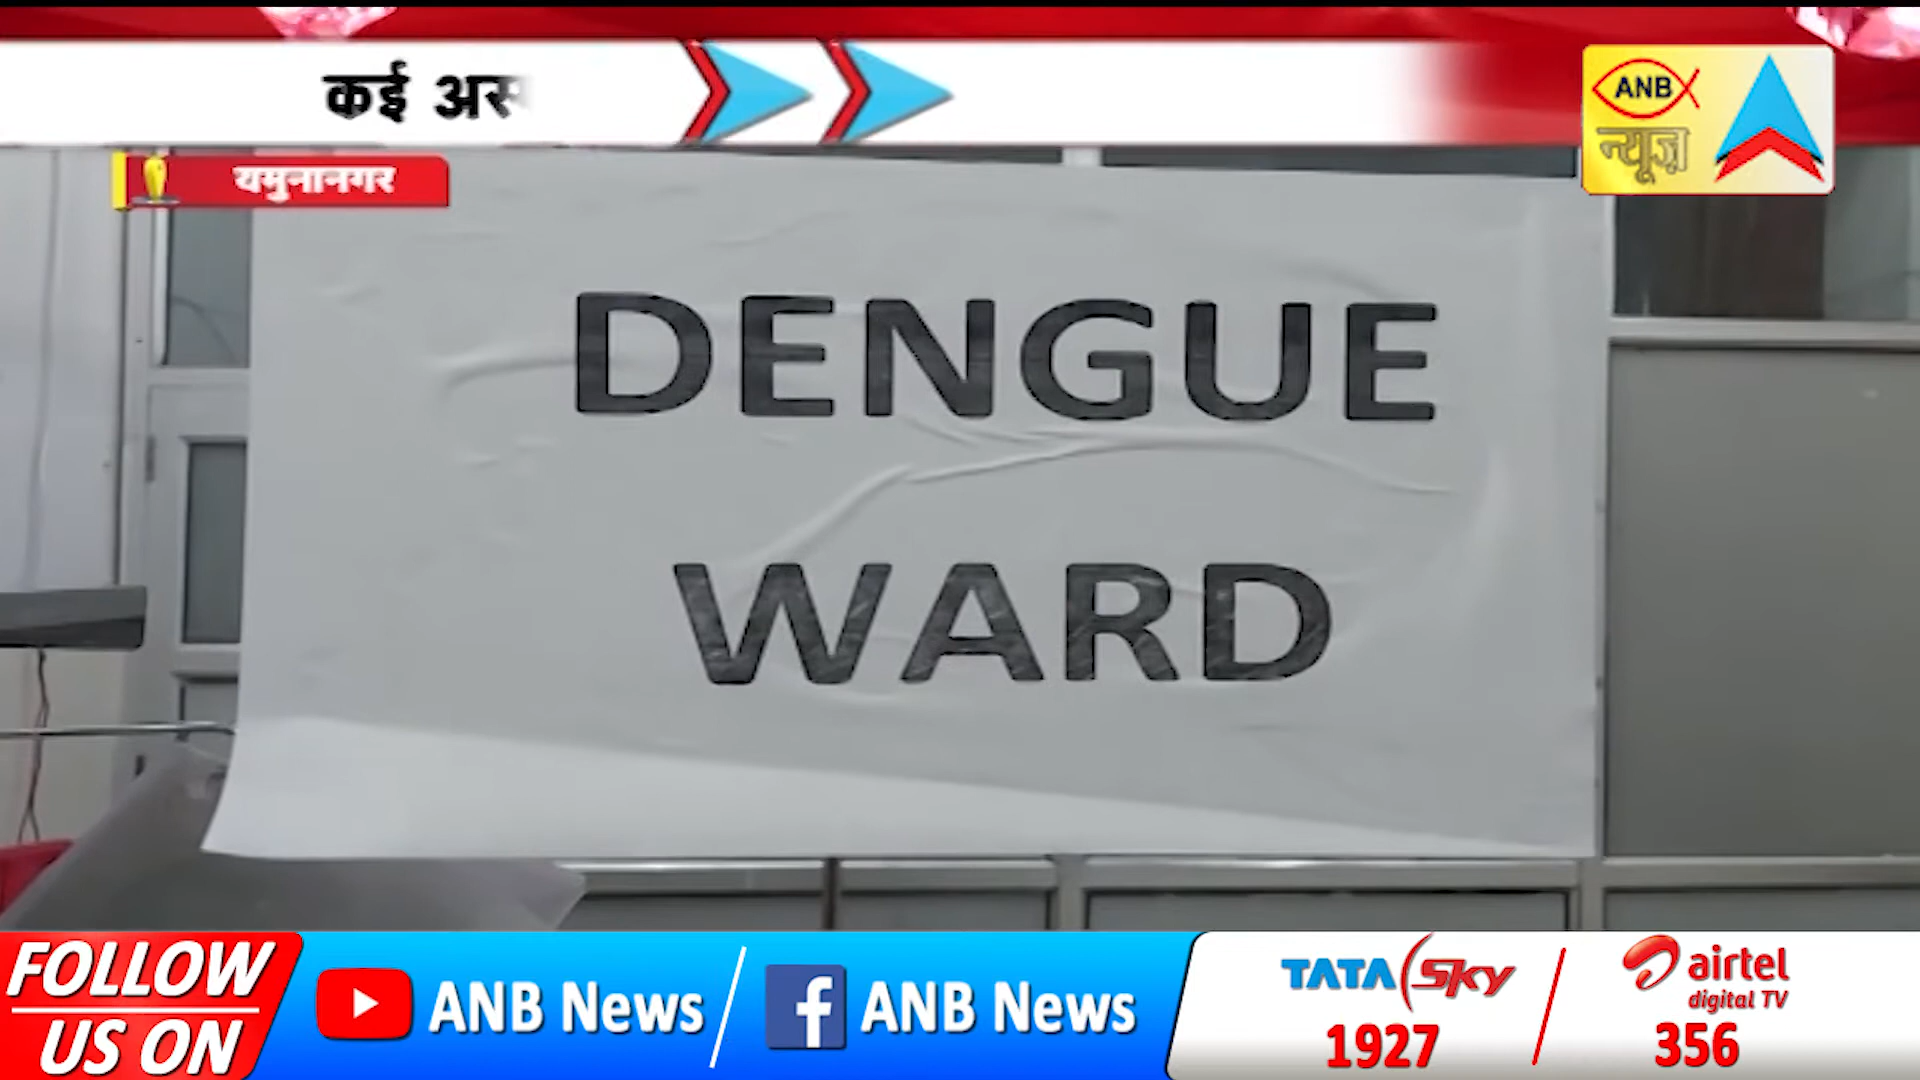 कई
ANB
न्यूज़
यमुनानगर
DENGUE
WARD
FOLLOW
US ON
ANB News
ANB News
TATA Sky
1927
airtel
digital TV
356